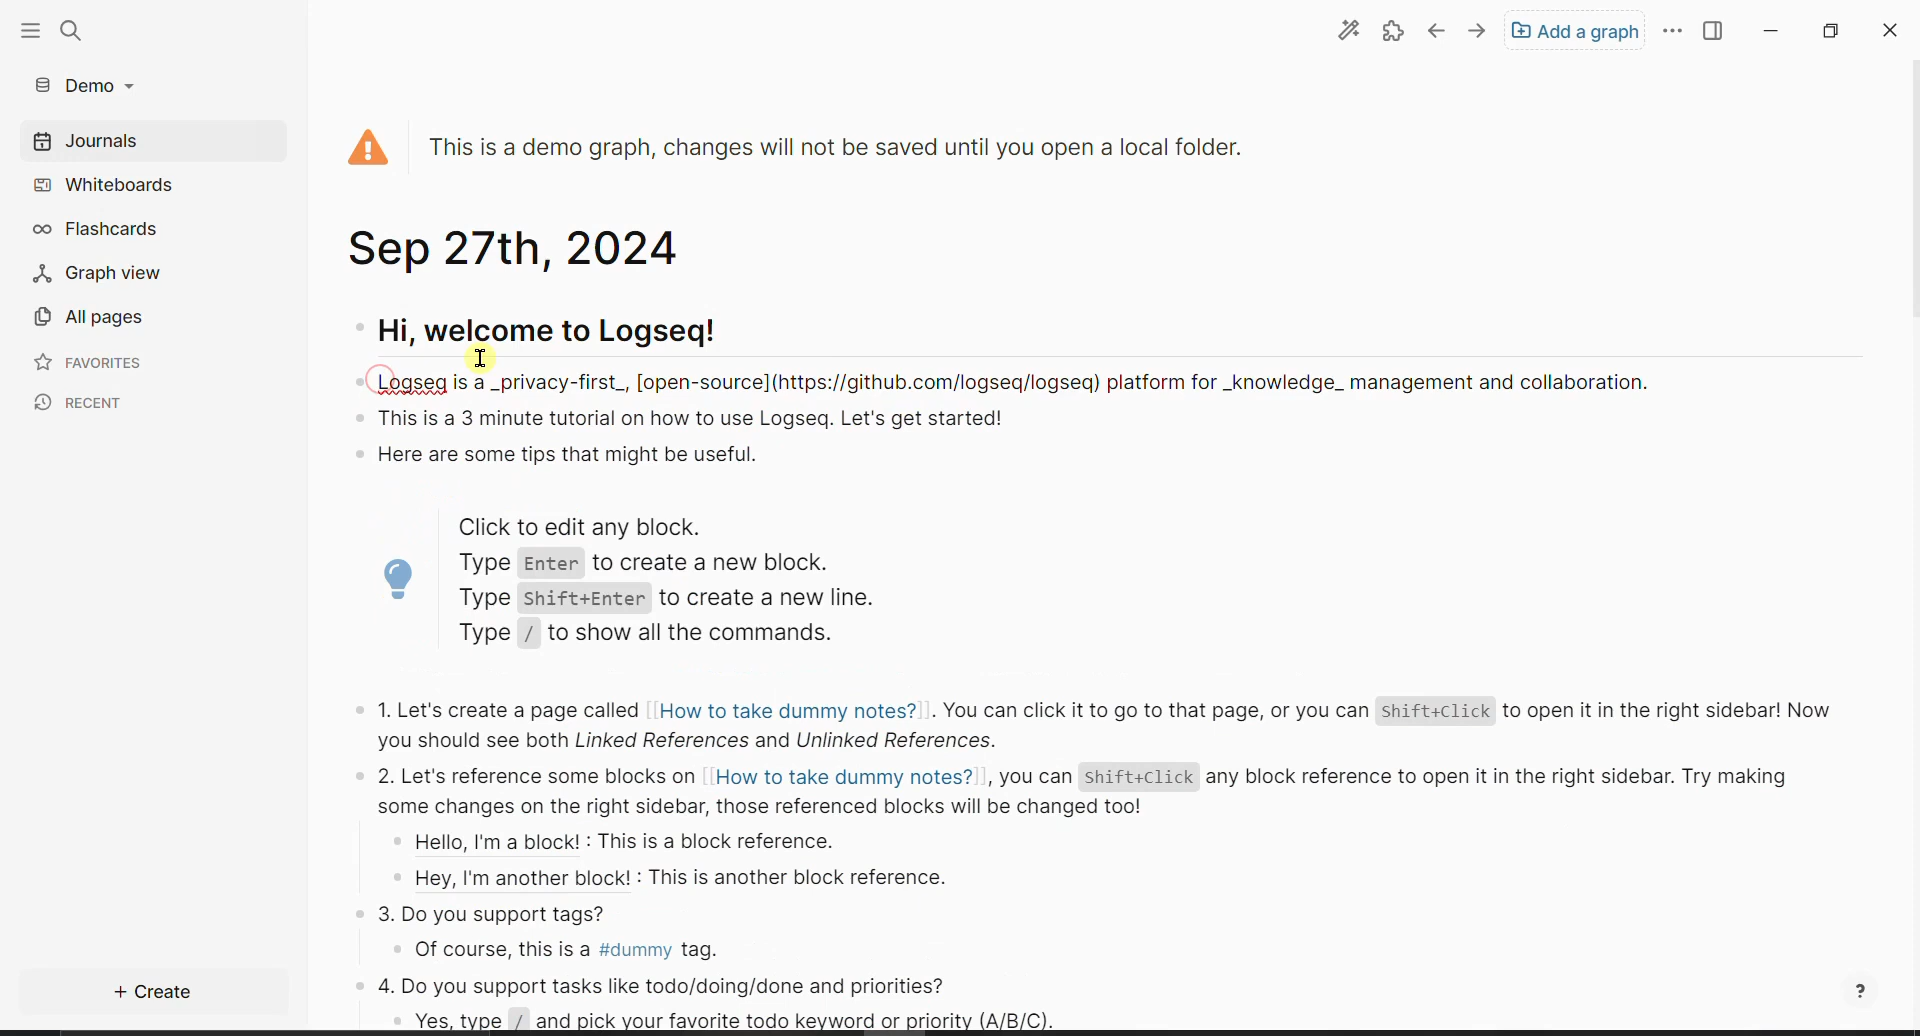 Add a graph
Demo
Journals
Whiteboards
Flashcards
Graph view
All pages
FAVORITES
RECENT
+ Create
This is a demo graph, changes will not be saved until you open a local folder.
Sep 27th, 2024
Hi, welcome to Logseq!
Logseq is a _privacy-first_, [open-source](https://github.com/logseq/logseq) platform for _knowledge_ management and collaboration.
This is a 3 minute tutorial on how to use Logseq. Let's get started!
Here are some tips that might be useful.
Click to edit any block.
Type Enter to create a new block.
Type Shift+Enter to create a new line.
Type / to show all the commands.
1. Let's create a page called [[How to take dummy notes?]]. You can click it to go to that page, or you can Shift+Click to open it in the right sidebar! Now
you should see both Linked References and Unlinked References.
2. Let's reference some blocks on [[How to take dummy notes?]], you can Shift+Click any block reference to open it in the right sidebar. Try making
some changes on the right sidebar, those referenced blocks will be changed too!
Hello, I'm a block! : This is a block reference.
Hey, I'm another block! : This is another block reference.
3. Do you support tags?
Of course, this is a #dummy tag.
4. Do you support tasks like todo/doing/done and priorities?
Yes, type / and pick your favorite todo keyword or priority (A/B/C).
?